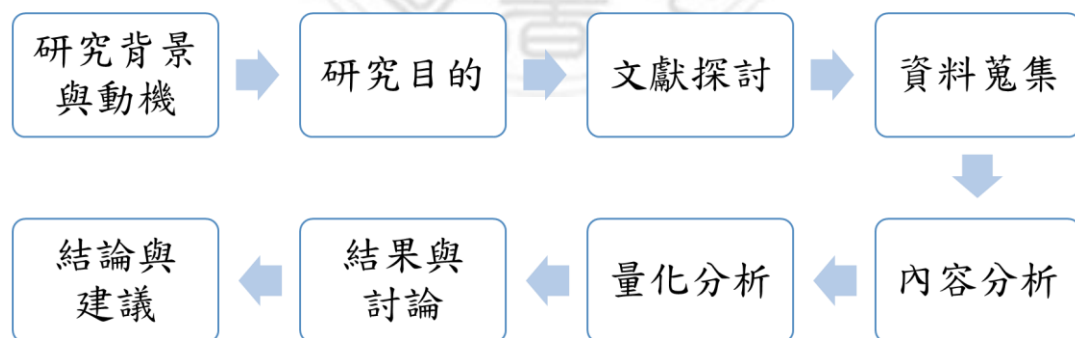 研究背景
與動機
研究目的
文獻探討
資料蒐集
內容分析
量化分析
結果與
討論
結論與
建議